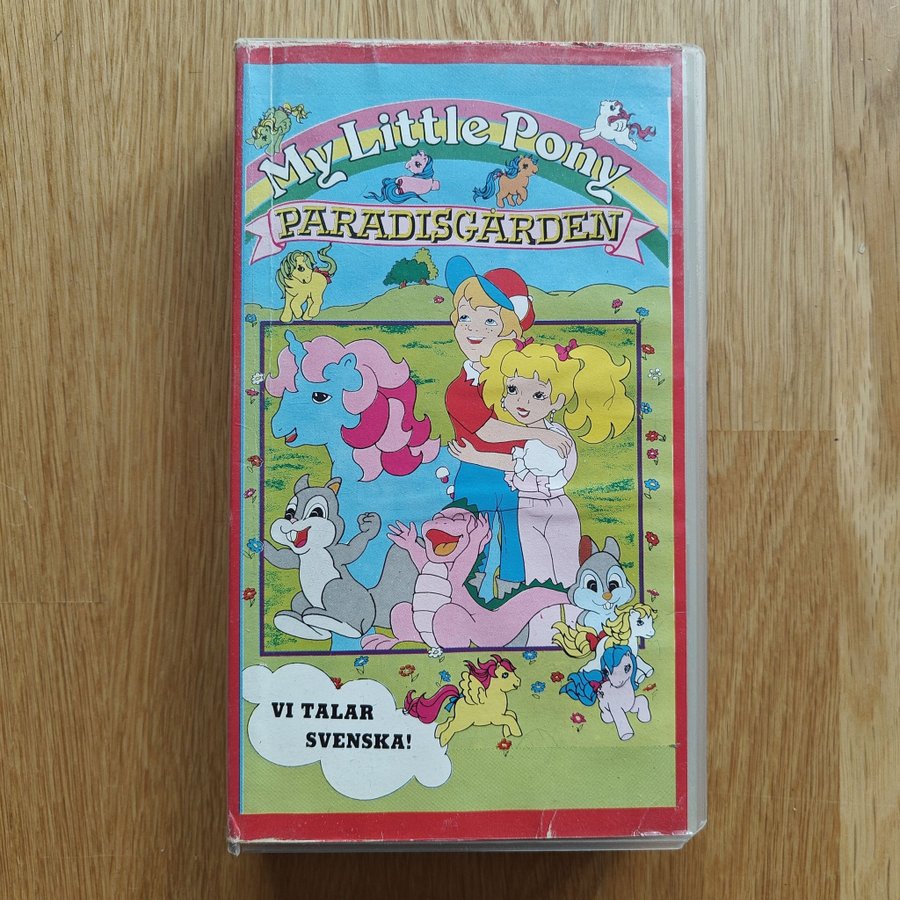 My Little Pony
PARADISGÅRDEN
VI TALAR
SVENSKA!